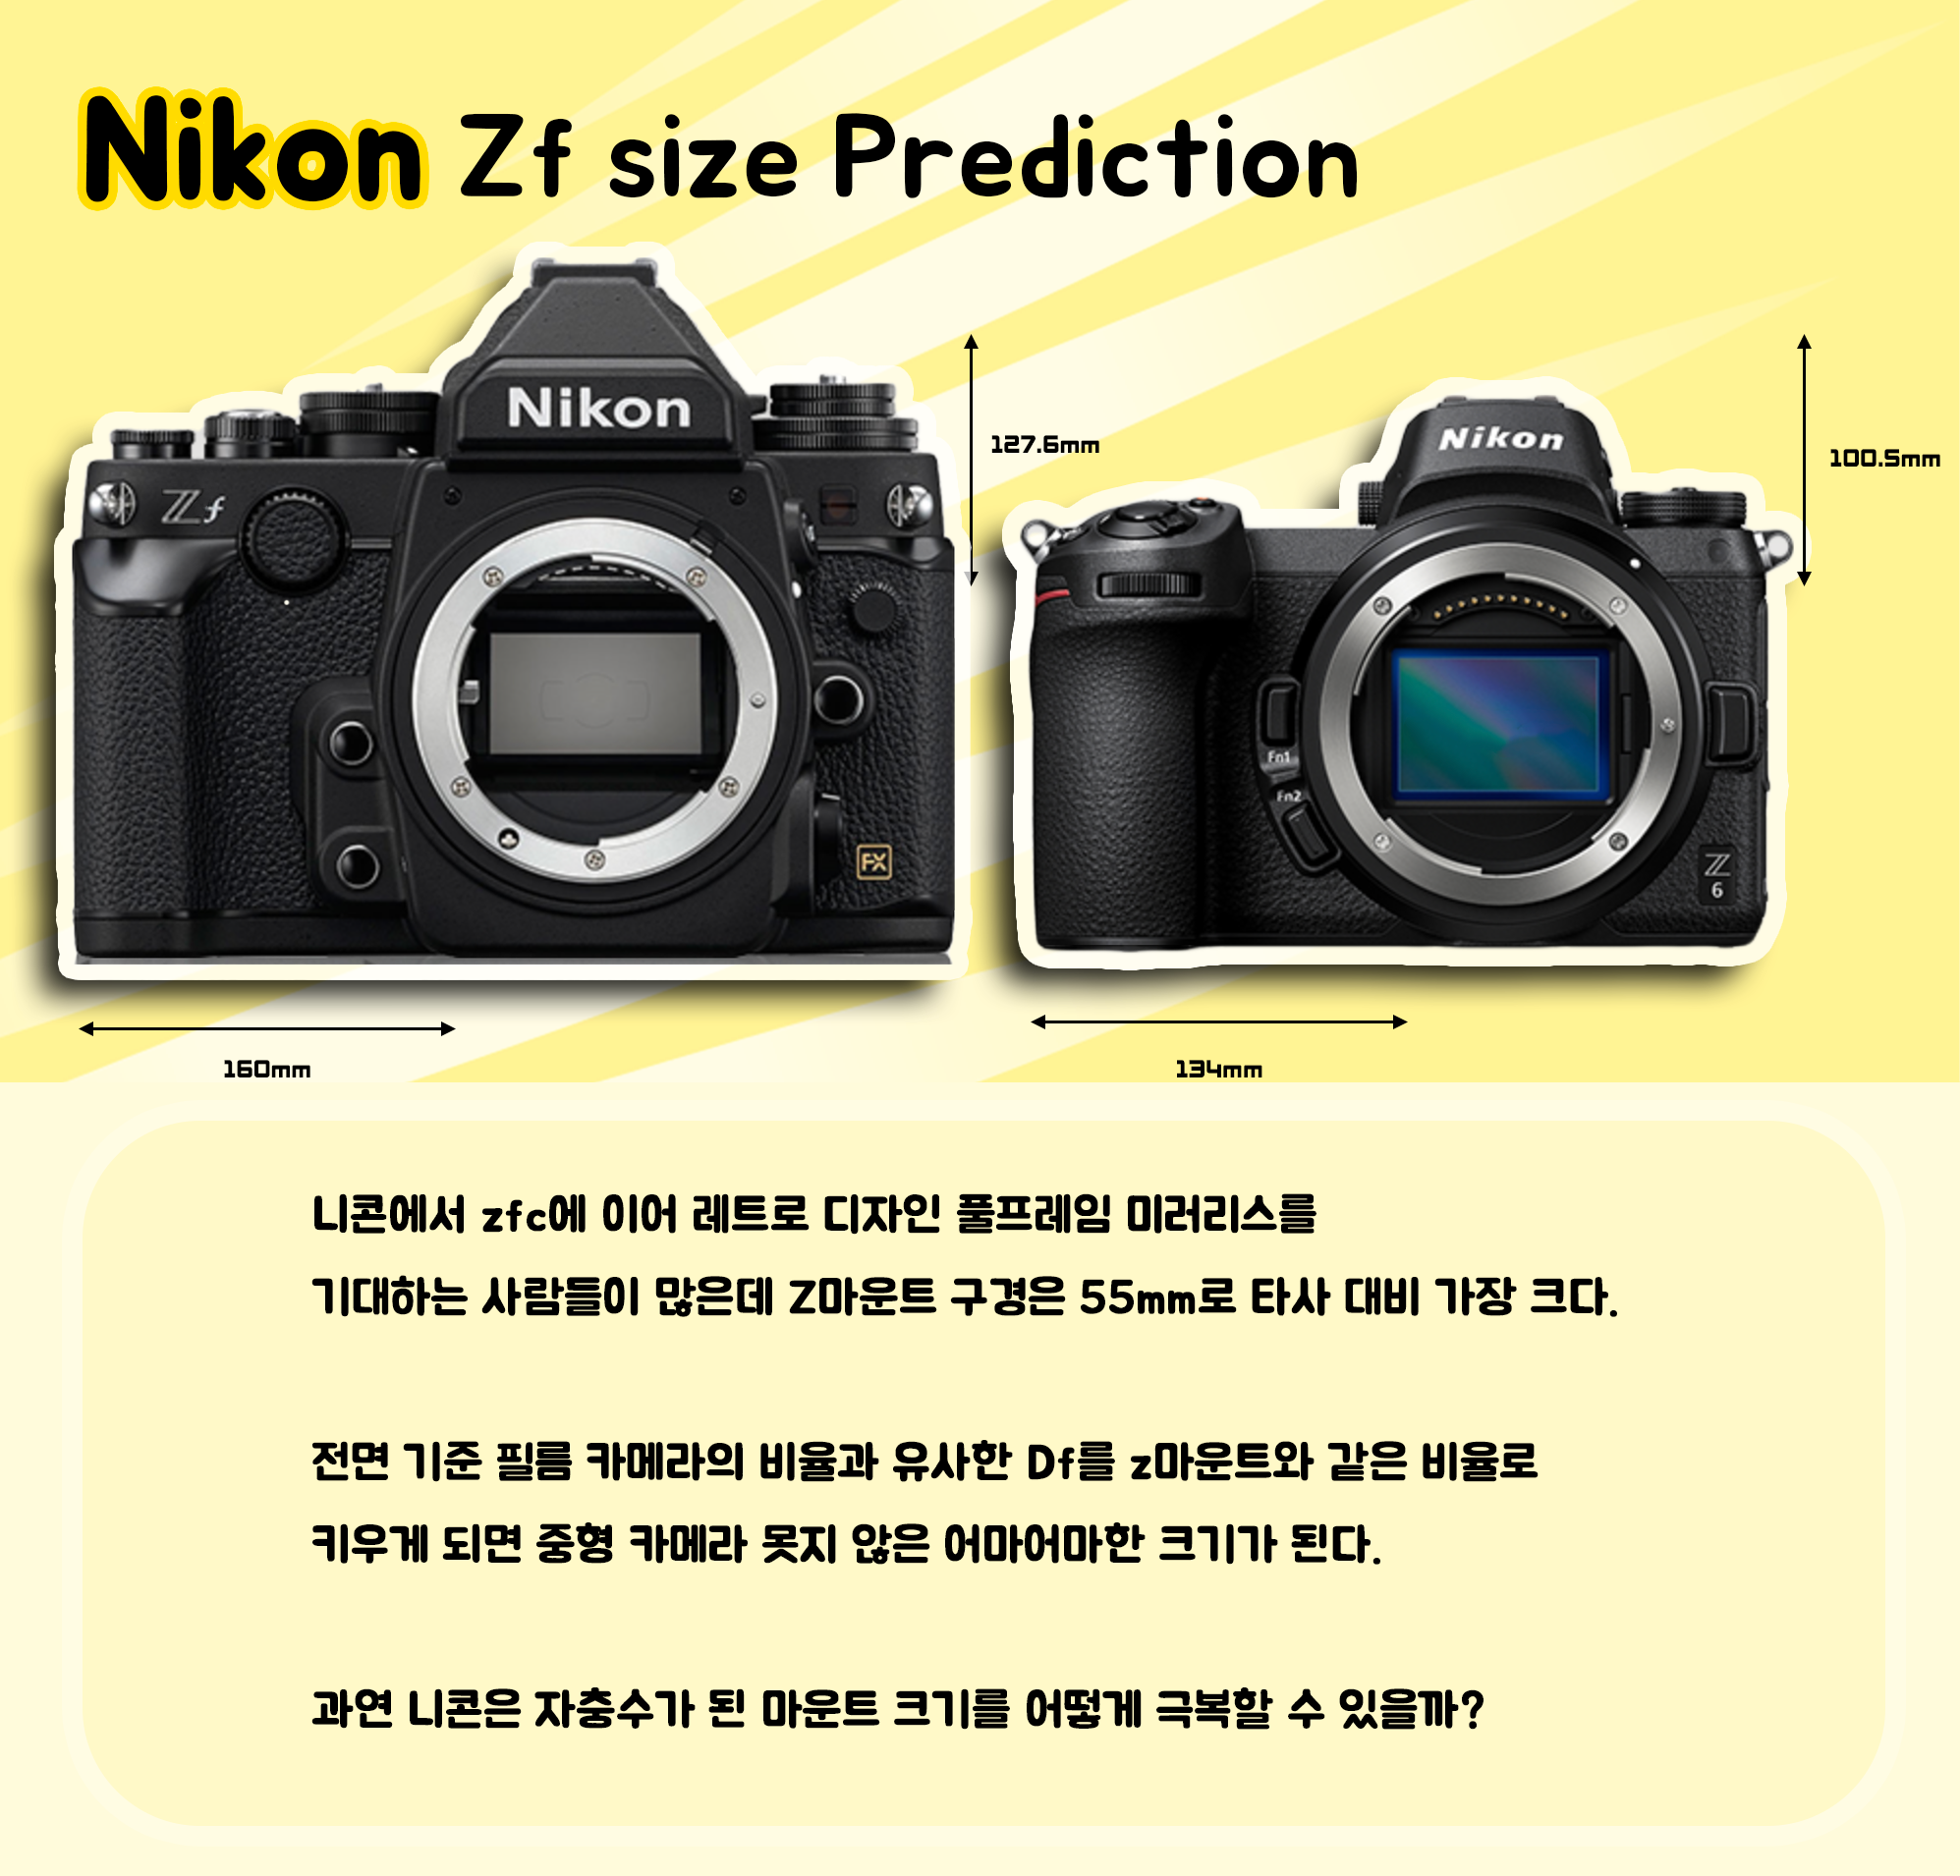 Nikon Zf size Prediction
Nikon
Zf
FX
127.6mm
160mm
Nikon
Fn1
Fn2
Z
6
100.5mm
134mm
니콘에서 zfc에 이어 레트로 디자인 풀프레임 미러리스를
기대하는 사람들이 많은데 Z마운트 구경은 55mm로 타사 대비 가장 크다.
전면 기준 필름 카메라의 비율과 유사한 Df를 z마운트와 같은 비율로
키우게 되면 중형 카메라 못지 않은 어마어마한 크기가 된다.
과연 니콘은 자충수가 된 마운트 크기를 어떻게 극복할 수 있을까?